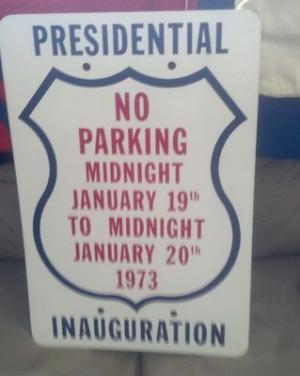 PRESIDENTIAL
NO
PARKING
MIDNIGHT
JANUARY 19th
TO MIDNIGHT
JANUARY 20th
1973
INAUGURATION